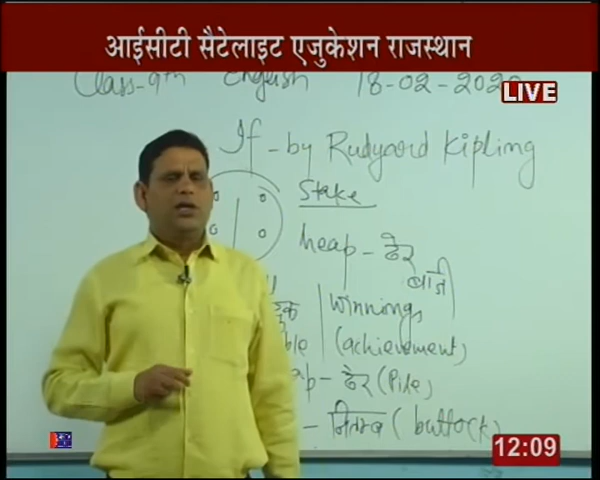 आईसीटी सैटेलाइट एजुकेशन राजस्थान
Class-9th English 18-02-2020
LIVE
If - by Rudyard Kipling
Stake
heap - ढेर
बाजी
winnings
(achievement)
- ढेर (Pile)
- नितम्ब (buttock)
12:09